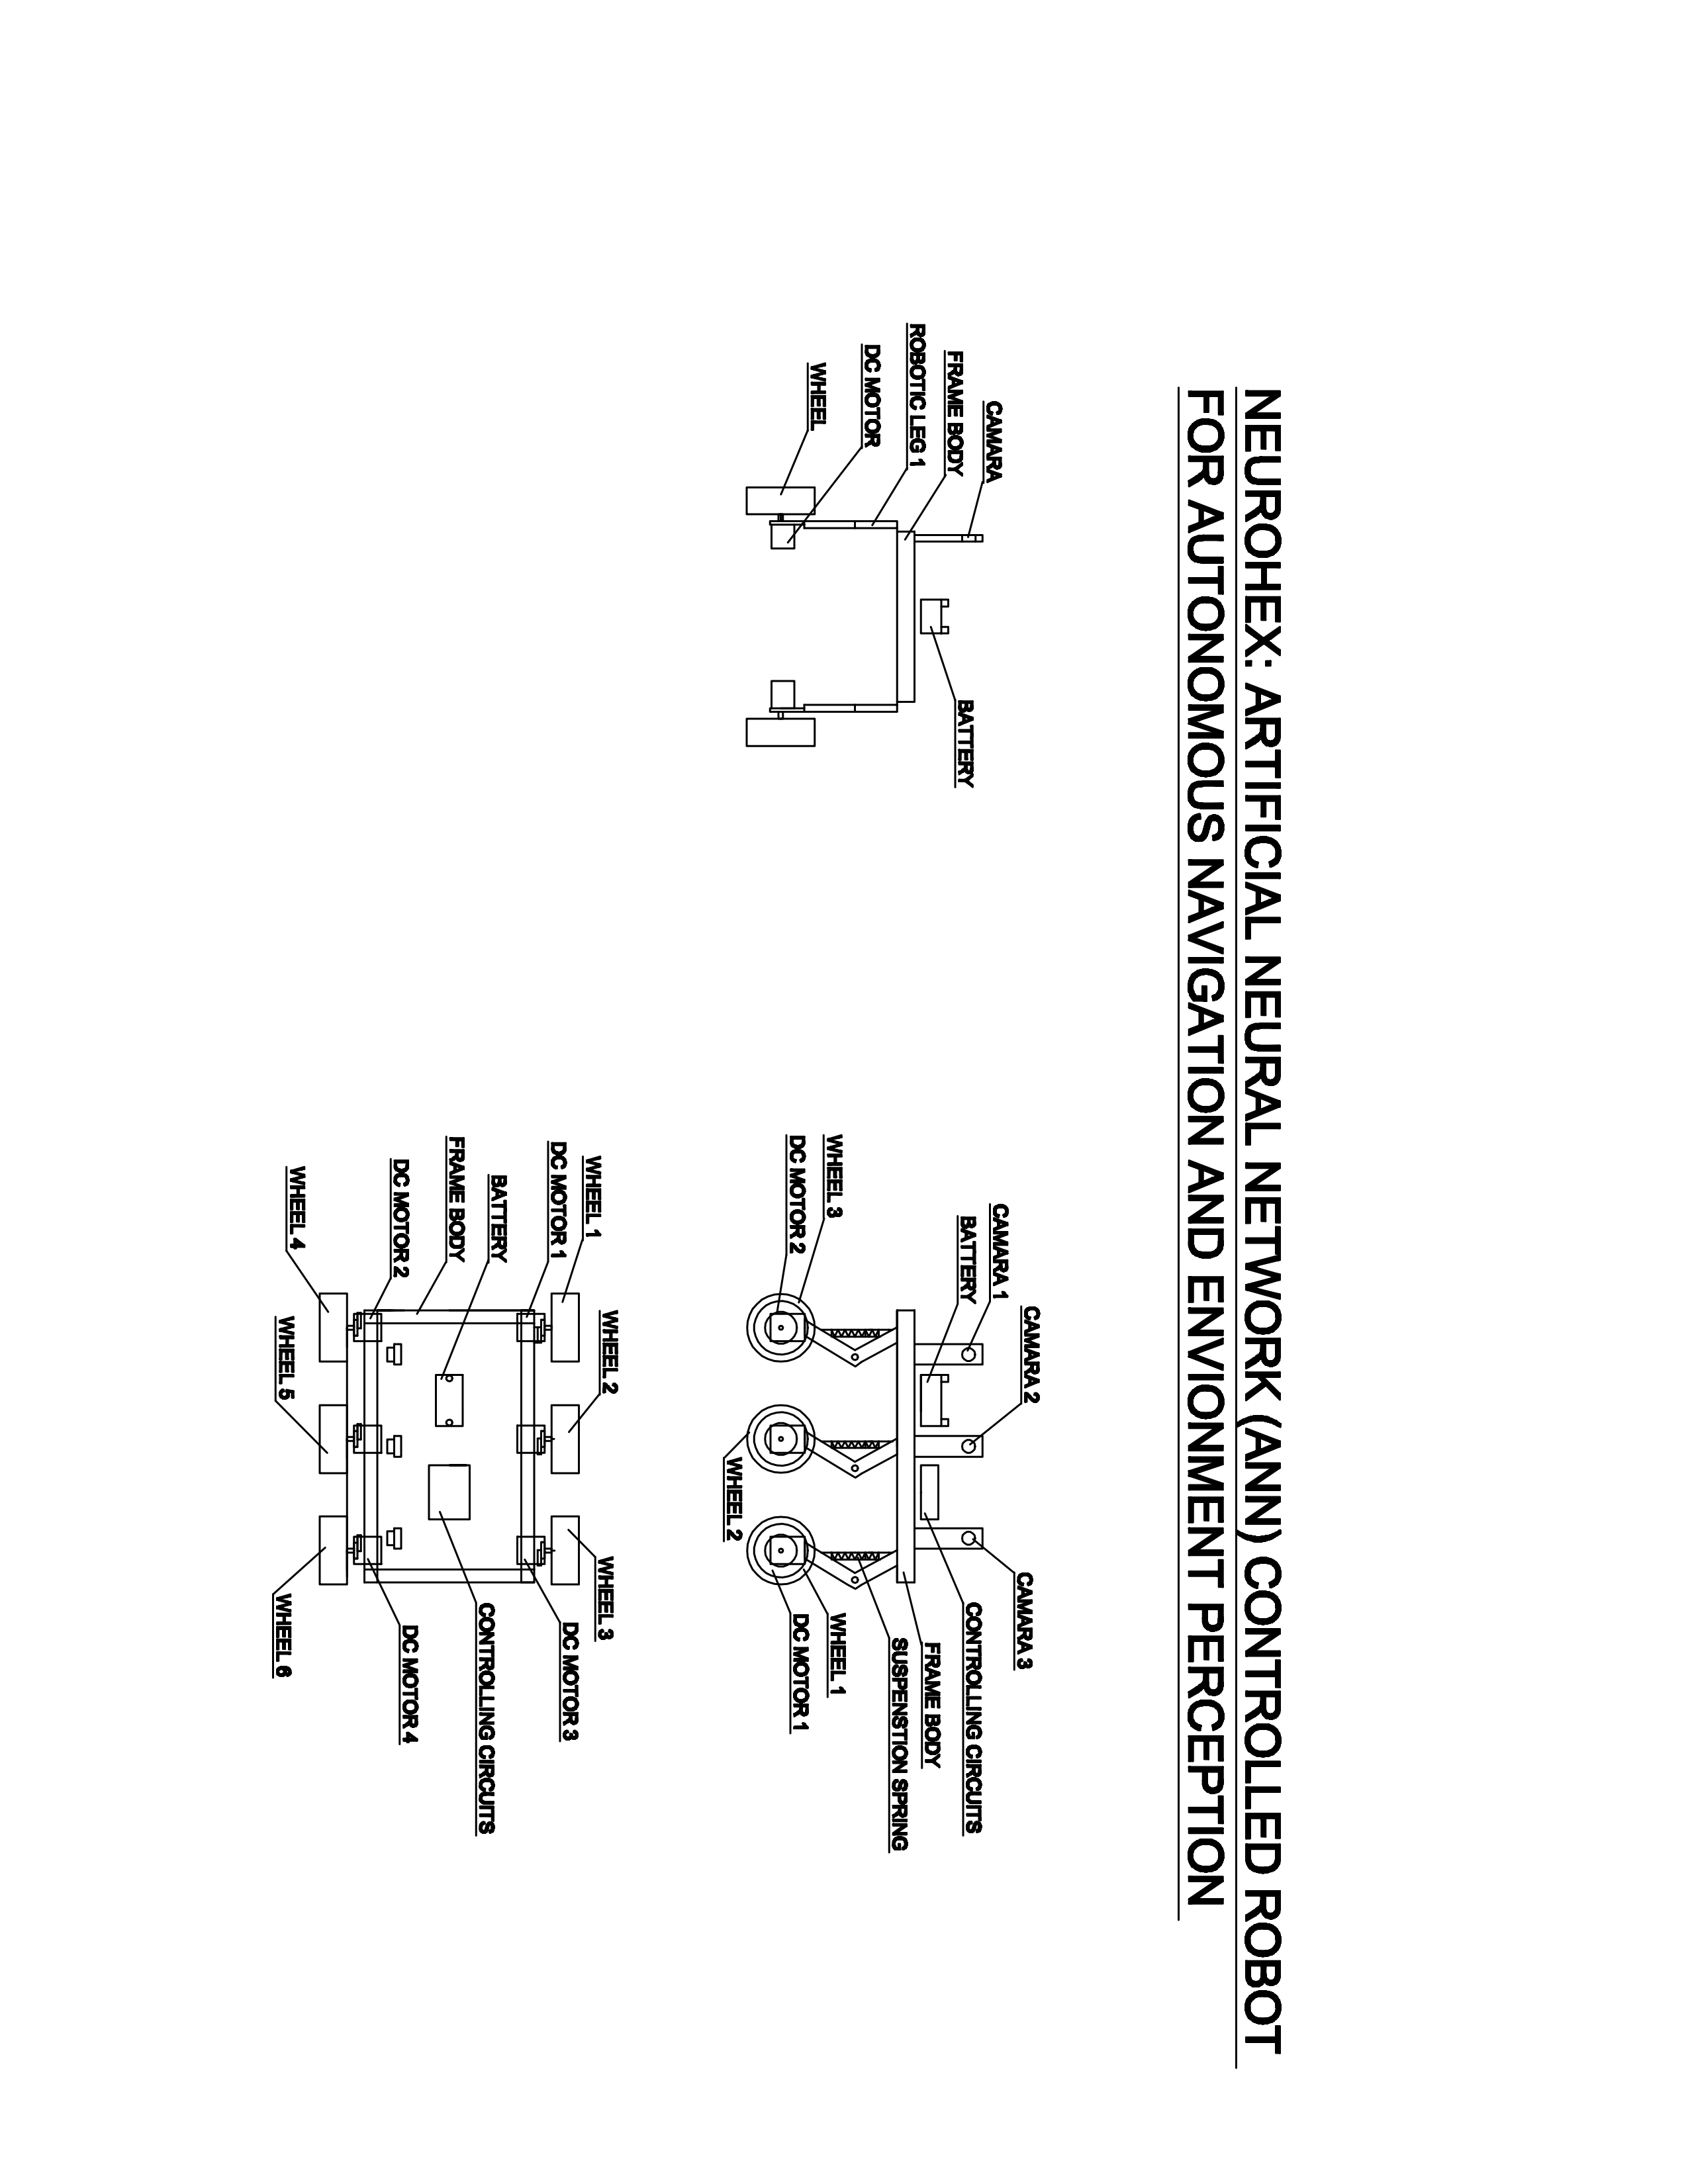 NEUROHEX: ARTIFICIAL NEURAL NETWORK (ANN) CONTROLLED ROBOT
FOR AUTONOMOUS NAVIGATION AND ENVIONMENT PERCEPTION
CAMARA
FRAME BODY
ROBOTIC LEG 1
DC MOTOR
WHEEL
BATTERY
CAMARA 1
CAMARA 2
CAMARA 3
BATTERY
CONTROLLING CIRCUITS
FRAME BODY
SUSPENSTION SPRING
WHEEL 3
DC MOTOR 2
WHEEL 2
WHEEL 1
DC MOTOR 1
WHEEL 1
WHEEL 2
WHEEL 3
DC MOTOR 1
DC MOTOR 3
BATTERY
CONTROLLING CIRCUITS
FRAME BODY
DC MOTOR 2
DC MOTOR 4
WHEEL 4
WHEEL 5
WHEEL 6